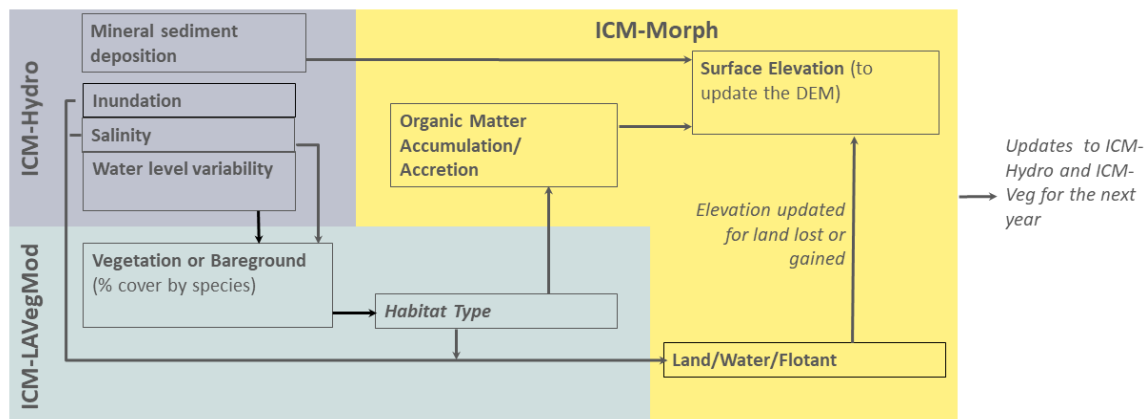 ICM-Hydro
Mineral sediment
deposition
Inundation
Salinity
Water level variability
ICM-Morph
Surface Elevation (to
update the DEM)
Organic Matter
Accumulation/
Accretion
Elevation updated
for land lost or
gained
Updates to ICM-
Hydro and ICM-
Veg for the next
year
ICM-LAVegMod
Vegetation or Bareground
(% cover by species)
Habitat Type
Land/Water/Flotant